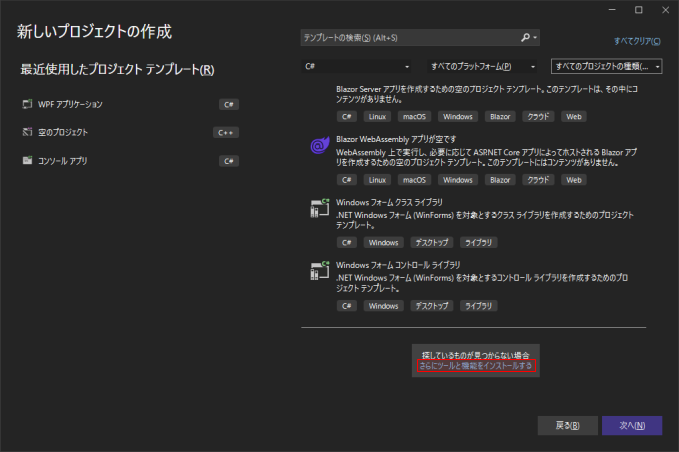 新しいプロジェクトの作成
最近使用したプロジェクト テンプレート(R)
WPF アプリケーション
C#
空のプロジェクト
C++
コンソール アプリ
C#
テンプレートの検索(S) (Alt+S)
すべてクリア(C)
C#
すべてのプラットフォーム(P)
すべてのプロジェクトの種類(...
Blazor Server アプリを作成するための空のプロジェクト テンプレート。このテンプレートは、その中にコ
ンテンツがありません。
C# Linux macOS Windows Blazor クラウド Web
Blazor WebAssembly アプリが空です
WebAssembly 上で実行し、必要に応じて ASP.NET Core アプリによってホストされる Blazor アプ
リを作成するための空のプロジェクト テンプレート。このテンプレートにはコンテンツがありません。
C# Linux macOS Windows Blazor クラウド Web
Windows フォーム クラス ライブラリ
.NET Windows フォーム (WinForms) を対象とするクラス ライブラリを作成するためのプロジェクト
テンプレート。
C# Windows デスクトップ ライブラリ
Windows フォーム コントロール ライブラリ
.NET Windows フォーム (WinForms) を対象とするコントロール ライブラリを作成するためのプロ
ジェクト テンプレート。
C# Windows デスクトップ ライブラリ
探しているものが見つからない場合
さらにツールと機能をインストールする
戻る(B)
次へ(N)